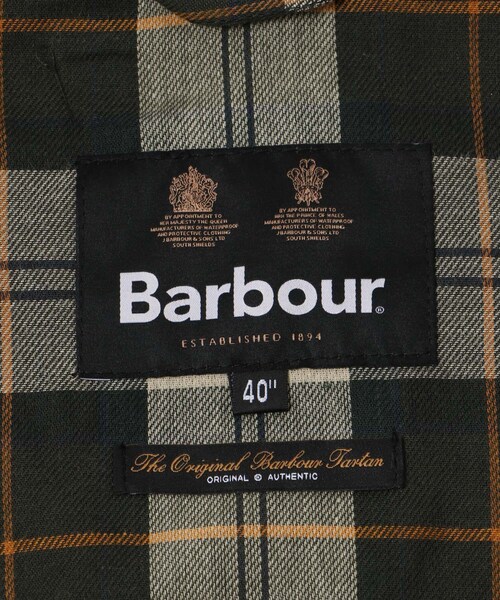 BY APPOINTMENT TO
HER MAJESTY THE QUEEN
MANUFACTURERS OF WATERPROOF
AND PROTECTIVE CLOTHING
J.BARBOUR & SONS LTD
SOUTH SHIELDS
BY APPOINTMENT TO
HRH THE PRINCE OF WALES
MANUFACTURERS OF WATERPROOF
AND PROTECTIVE CLOTHING
J.BARBOUR & SONS LTD
SOUTH SHIELDS
Barbour®
ESTABLISHED 1894
40"
The Original Barbour Tartan
ORIGINAL © AUTHENTIC